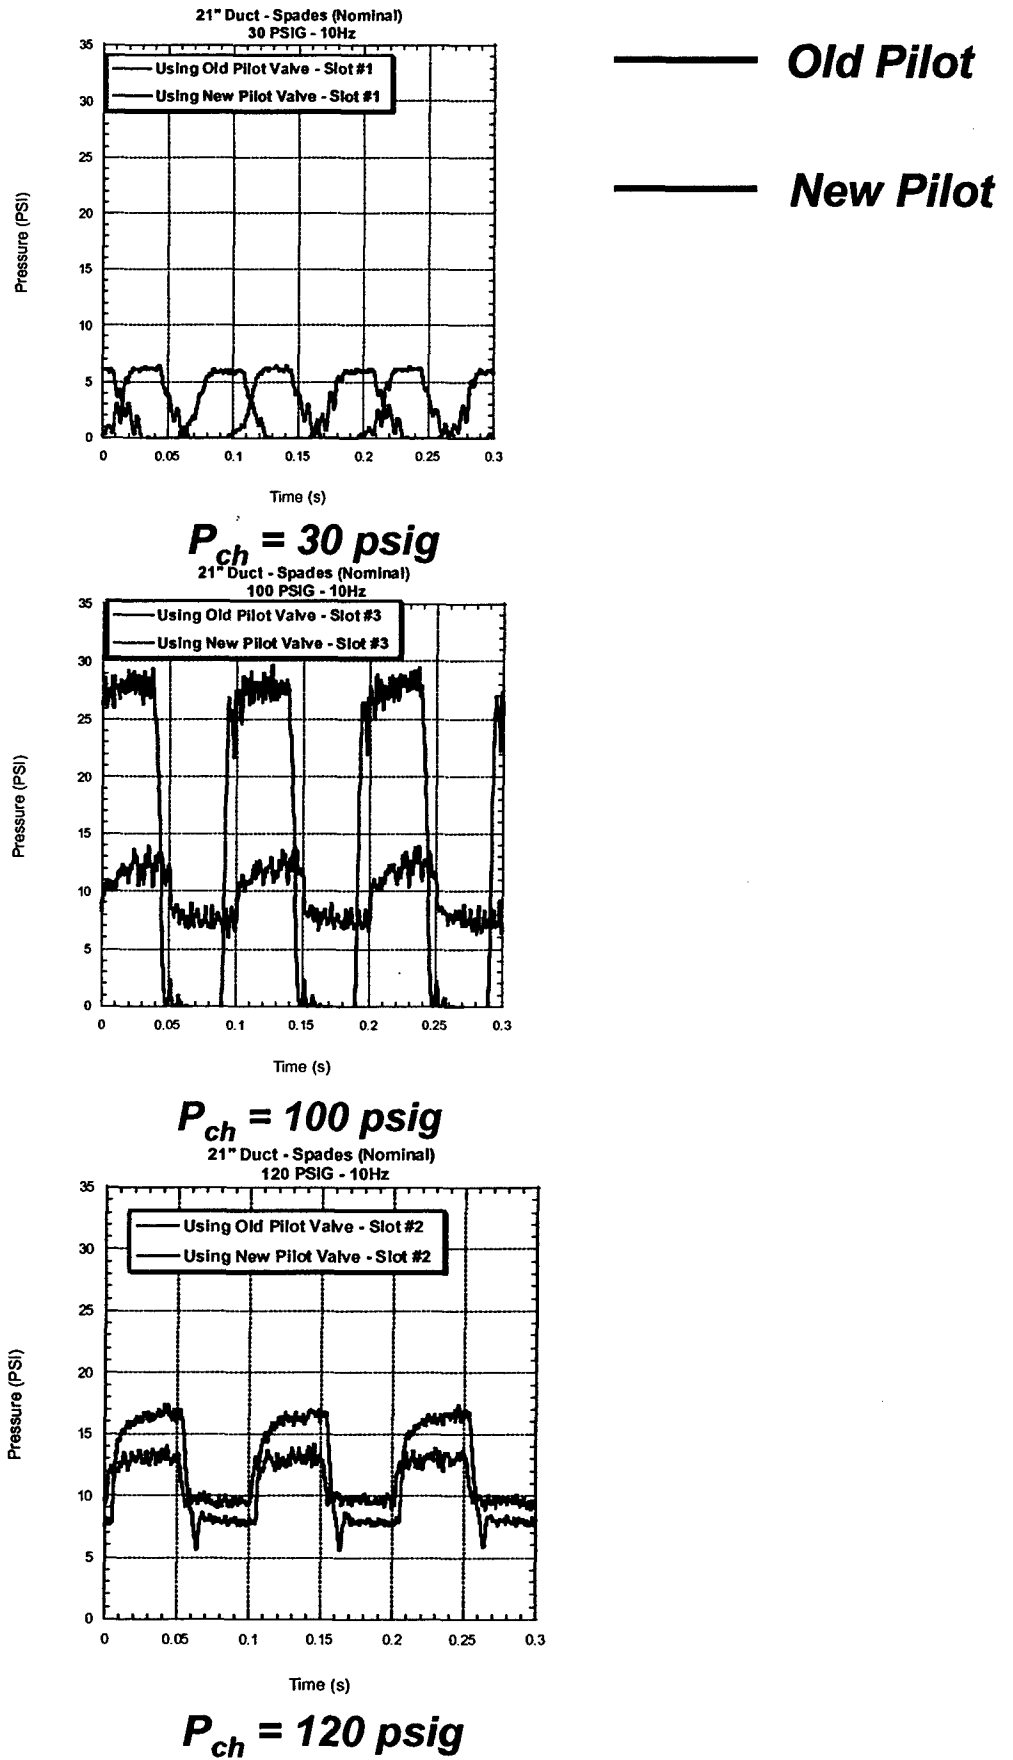 21" Duct - Spades (Nominal)
30 PSIG - 10Hz
Using Old Pilot Valve - Slot #1
Using New Pilot Valve - Slot #1
35
30
25
20
15
10
5
0
0 0.05 0.1 0.15 0.2 0.25 0.3
Pressure (PSI)
Time (s)
Old Pilot
New Pilot
Pch = 30 psig
21" Duct - Spades (Nominal)
100 PSIG - 10Hz
Using Old Pilot Valve - Slot #3
Using New Pilot Valve - Slot #3
35
30
25
20
15
10
5
0
0 0.05 0.1 0.15 0.2 0.25 0.3
Pressure (PSI)
Time (s)
Pch = 100 psig
21" Duct - Spades (Nominal)
120 PSIG - 10Hz
Using Old Pilot Valve - Slot #2
Using New Pilot Valve - Slot #2
35
30
25
20
15
10
5
0
0 0.05 0.1 0.15 0.2 0.25 0.3
Pressure (PSI)
Time (s)
Pch = 120 psig